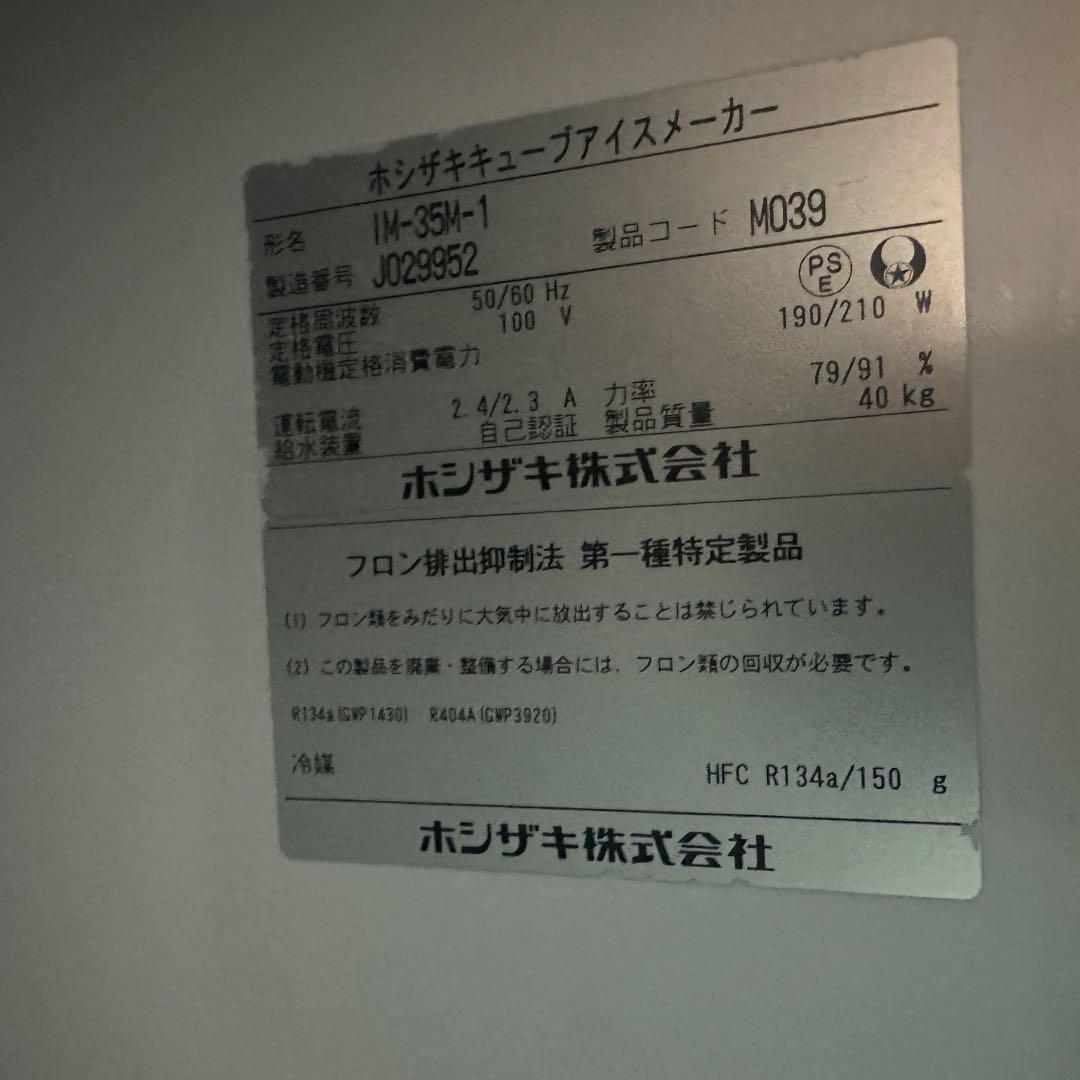 ホシザキキューブアイスメーカー
形名 IM-35M-1
製造番号 J029952 製品コード M039
PS E
定格周波数 50/60 Hz
定格電圧 100 V
電動機定格消費電力 190/210 W
運転電流 2.4/2.3 A 力率 79/91 %
給水装置 自己認証 製品質量 40 kg
ホシザキ株式会社
フロン排出抑制法 第一種特定製品
(1) フロン類をみだりに大気中に放出することは禁じられています。
(2) この製品を廃棄・整備する場合には、フロン類の回収が必要です。
R134a(GWP1430) R404A(GWP3920)
冷媒 HFC R134a/150 g
ホシザキ株式会社